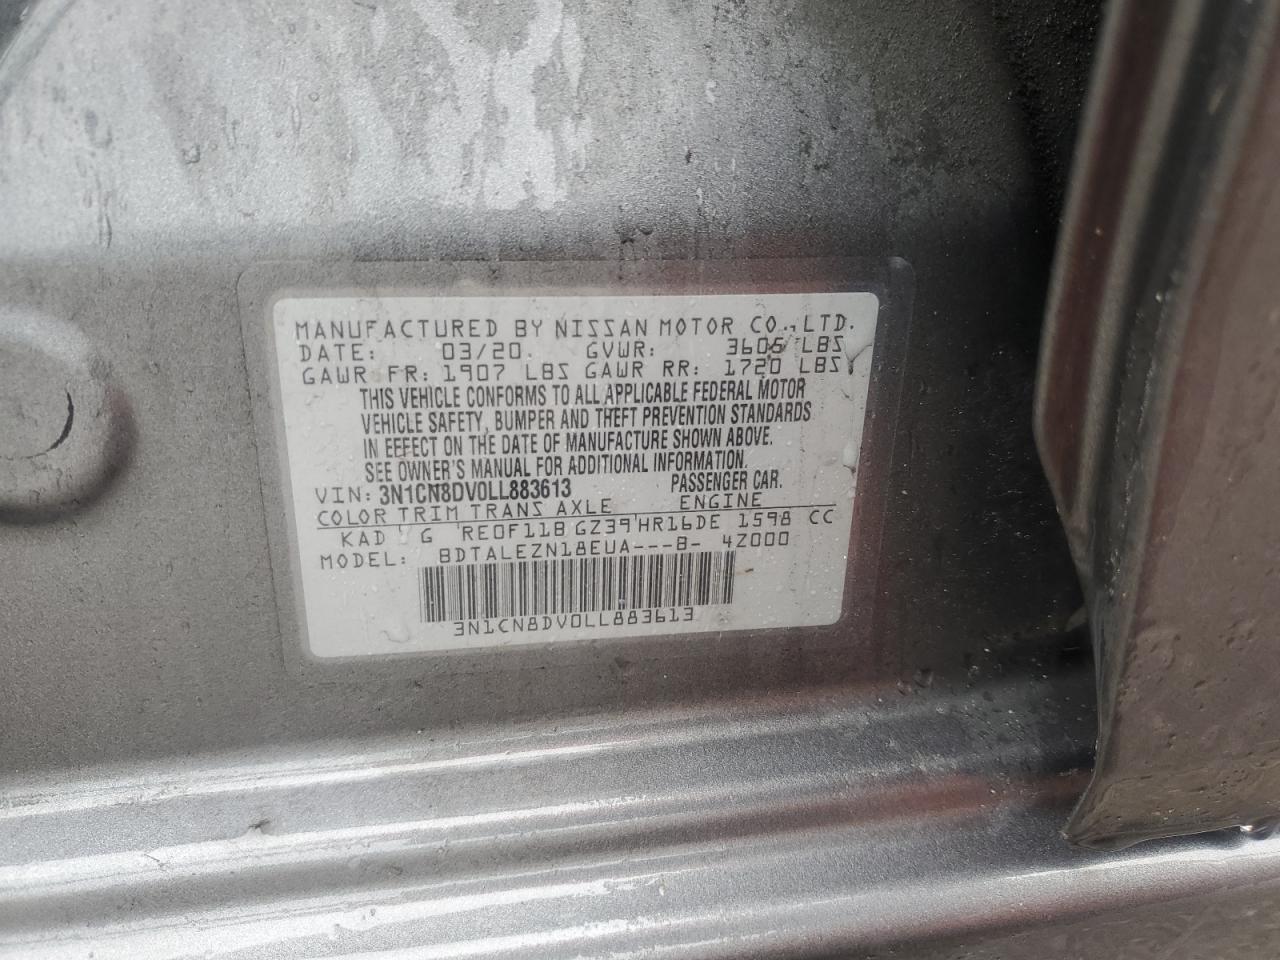 MANUFACTURED BY NISSAN MOTOR CO., LTD.
DATE: 03/20. GVWR: 3605 LBS
GAWR FR: 1907 LBS GAWR RR: 1720 LBS
THIS VEHICLE CONFORMS TO ALL APPLICABLE FEDERAL MOTOR
VEHICLE SAFETY, BUMPER AND THEFT PREVENTION STANDARDS
IN EFFECT ON THE DATE OF MANUFACTURE SHOWN ABOVE.
SEE OWNER'S MANUAL FOR ADDITIONAL INFORMATION.
VIN: 3N1CN8DV0LL883613 PASSENGER CAR.
COLOR TRIM TRANS AXLE ENGINE
KAD G RE0F11B GZ39 HR16DE 1598 CC
MODEL: BDTALEZN18EUA---B- 4Z000
3N1CN8DV0LL883613